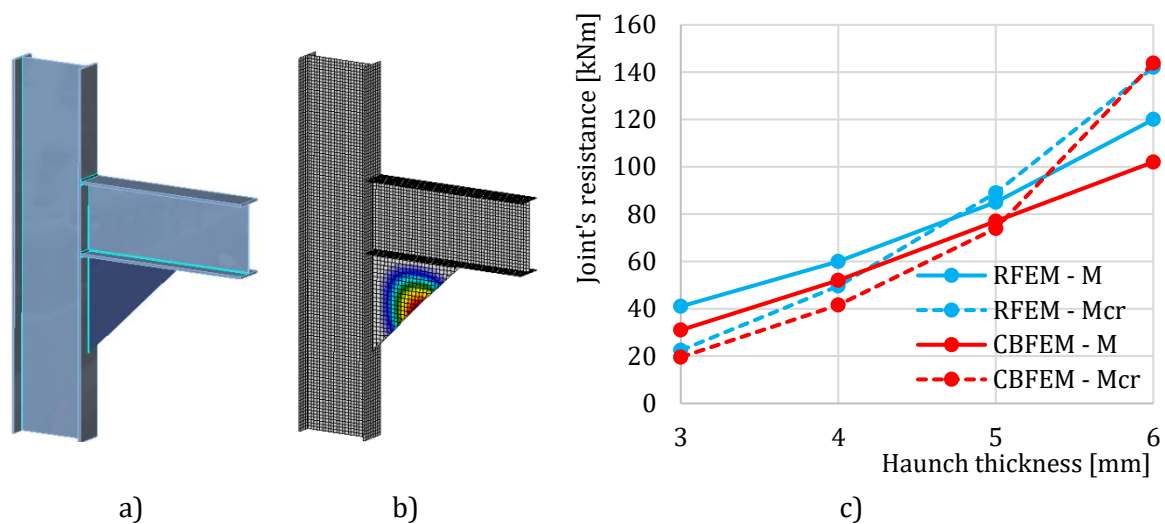 Joint's resistance [kNm]
160
140
120
100
80
60
40
20
0
RFEM - M
RFEM - Mcr
CBFEM - M
CBFEM - Mcr
3 4 5 6
Haunch thickness [mm]
a) b) c)